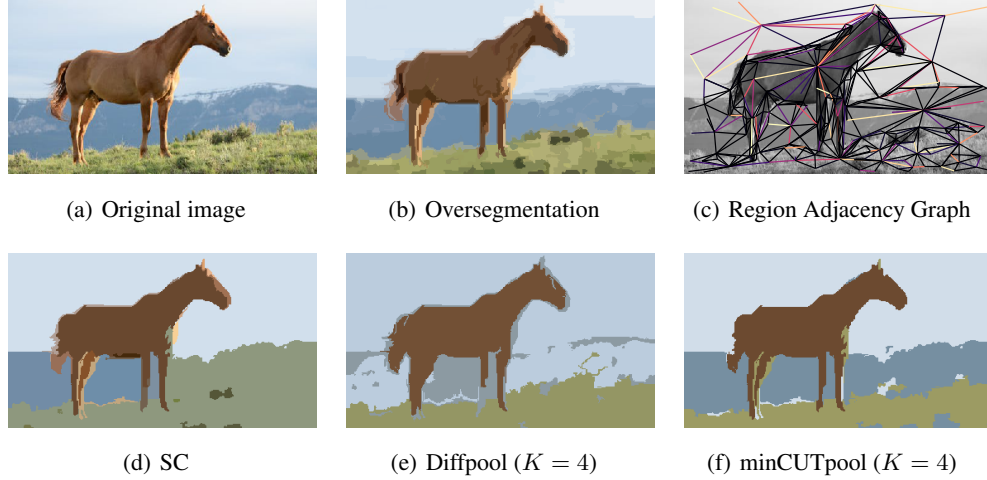 (a) Original image
(b) Oversegmentation
(c) Region Adjacency Graph
(d) SC
(e) Diffpool (K = 4)
(f) minCUTpool (K = 4)